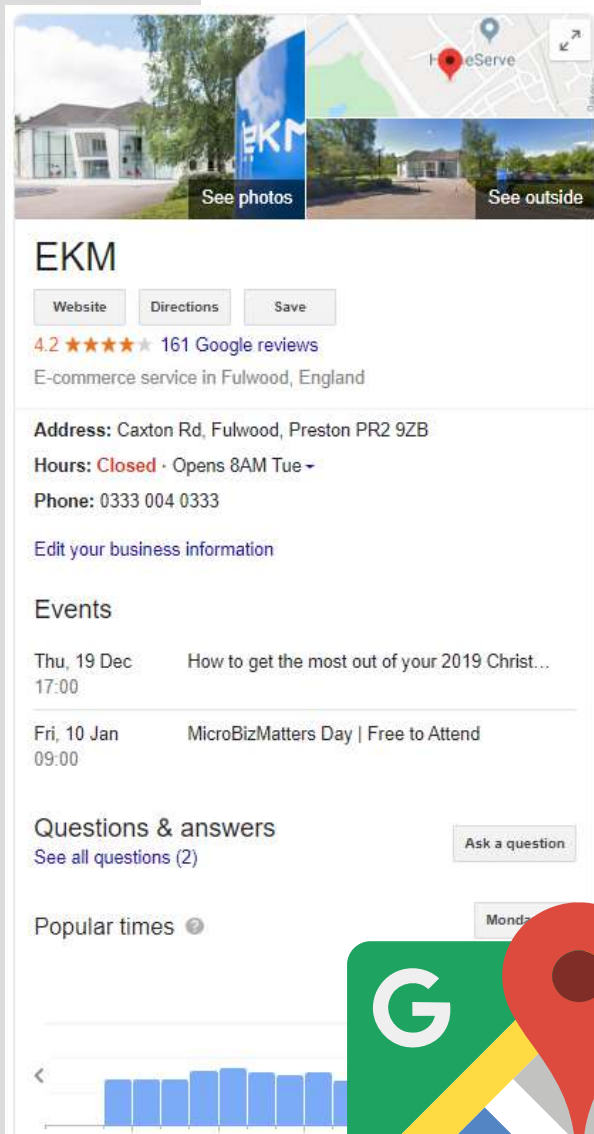 eServe
EKM
See photos
See outside
EKM
Website Directions Save
4.2 ★★★★★ 161 Google reviews
E-commerce service in Fulwood, England
Address: Caxton Rd, Fulwood, Preston PR2 9ZB
Hours: Closed · Opens 8AM Tue
Phone: 0333 004 0333
Edit your business information
Events
Thu, 19 Dec How to get the most out of your 2019 Christ...
17:00
Fri, 10 Jan MicroBizMatters Day | Free to Attend
09:00
Questions & answers
See all questions (2)
Ask a question
Popular times
G